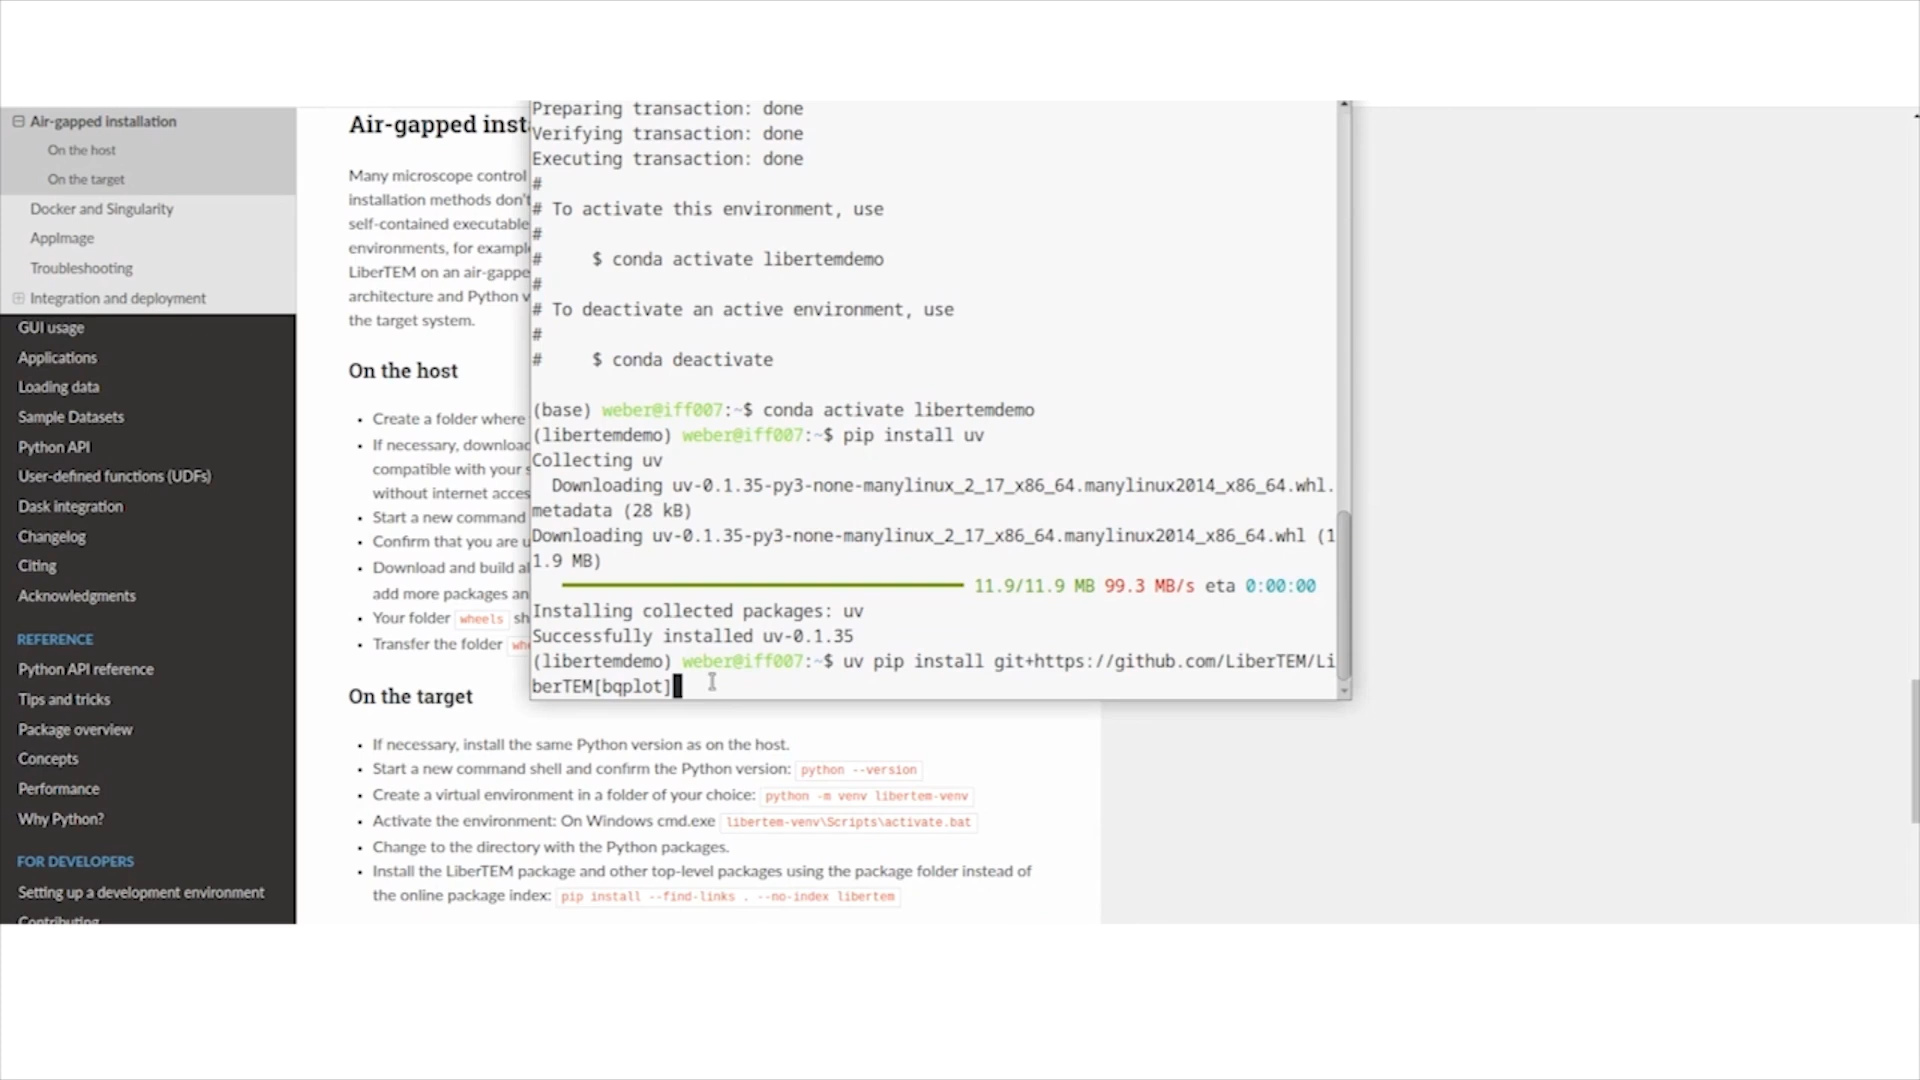 Air-gapped installation
On the host
On the target
Docker and Singularity
AppImage
Troubleshooting
Integration and deployment
GUI usage
Applications
Loading data
Sample Datasets
Python API
User-defined functions (UDFs)
Dask integration
Changelog
Citing
Acknowledgments
REFERENCE
Python API reference
Tips and tricks
Package overview
Concepts
Performance
Why Python?
FOR DEVELOPERS
Setting up a development environment
Contributing
Air-gapped inst
Many microscope control
installation methods don't
self-contained executable
environments, for example
LiberTEM on an air-gappe
architecture and Python v
the target system.
On the host
• Create a folder where
• If necessary, download
compatible with your s
without internet acces
• Start a new command
• Confirm that you are u
• Download and build al
add more packages an
• Your folder wheels sh
• Transfer the folder whe
On the target
• If necessary, install the same Python version as on the host.
• Start a new command shell and confirm the Python version: python --version
• Create a virtual environment in a folder of your choice: python -m venv libertem-venv
• Activate the environment: On Windows cmd.exe libertem-venv\Scripts\activate.bat
• Change to the directory with the Python packages.
• Install the LiberTEM package and other top-level packages using the package folder instead of
the online package index: pip install --find-links . --no-index libertem
Preparing transaction: done
Verifying transaction: done
Executing transaction: done
#
# To activate this environment, use
#
# $ conda activate libertemdemo
#
# To deactivate an active environment, use
#
# $ conda deactivate
(base) weber@iff007:~$ conda activate libertemdemo
(libertemdemo) weber@iff007:~$ pip install uv
Collecting uv
Downloading uv-0.1.35-py3-none-manylinux_2_17_x86_64.manylinux2014_x86_64.whl.
metadata (28 kB)
Downloading uv-0.1.35-py3-none-manylinux_2_17_x86_64.manylinux2014_x86_64.whl (1
1.9 MB)
11.9/11.9 MB 99.3 MB/s eta 0:00:00
Installing collected packages: uv
Successfully installed uv-0.1.35
(libertemdemo) weber@iff007:~$ uv pip install git+https://github.com/LiberTEM/Li
berTEM[bqplot]